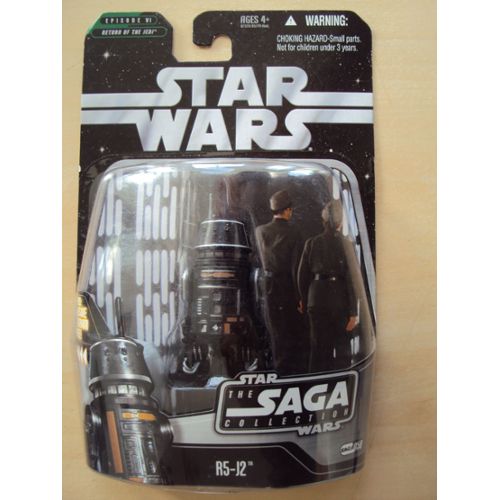 EPISODE VI
RETURN OF THE JEDI
AGES 4+
WARNING:
CHOKING HAZARD-Small parts.
Not for children under 3 years.
STAR
WARS
STAR
THE
SAGA
COLLECTION
WARS
R5-J2™